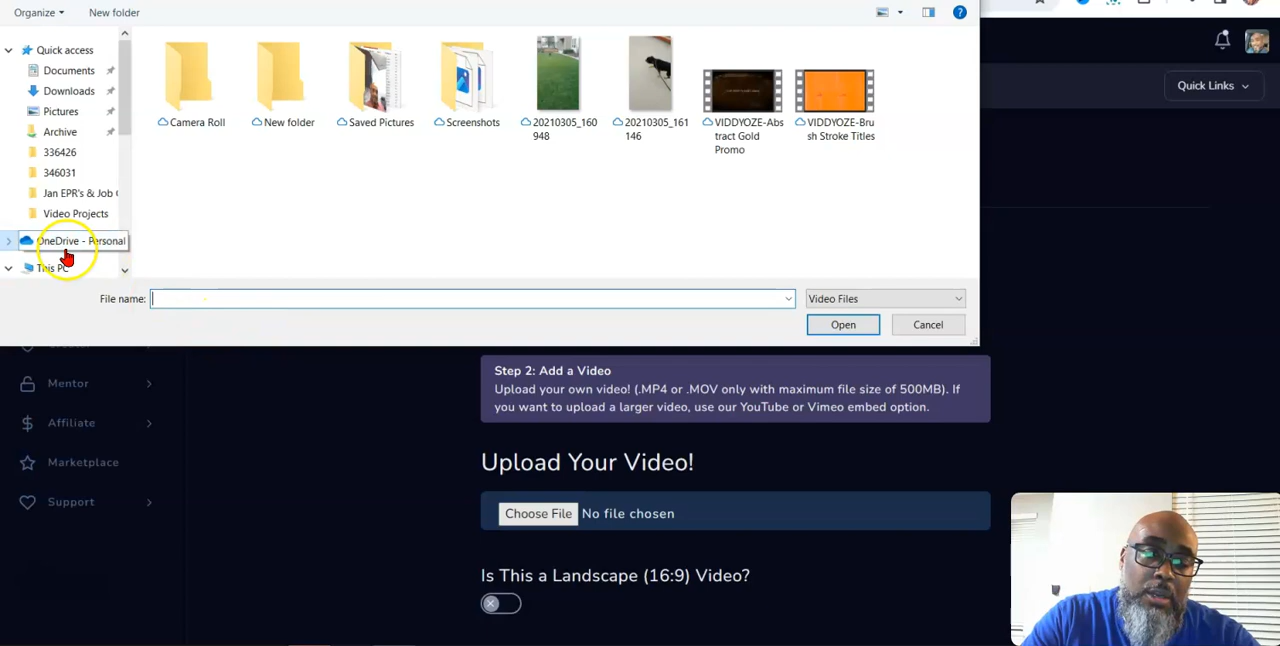 Organize
New folder
Quick access
Documents
Downloads
Pictures
Archive
336426
346031
Jan EPR's & Job
Video Projects
OneDrive - Personal
This PC
Camera Roll
New folder
Saved Pictures
Screenshots
20210305_160
948
20210305_161
146
VIDDYOZE-Abs
tract Gold
Promo
VIDDYOZE-Bru
sh Stroke Titles
File name:
Video Files
Open
Cancel
Quick Links
Mentor
Affiliate
Marketplace
Support
Step 2: Add a Video
Upload your own video! (.MP4 or .MOV only with maximum file size of 500MB). If
you want to upload a larger video, use our YouTube or Vimeo embed option.
Upload Your Video!
Choose File No file chosen
Is This a Landscape (16:9) Video?